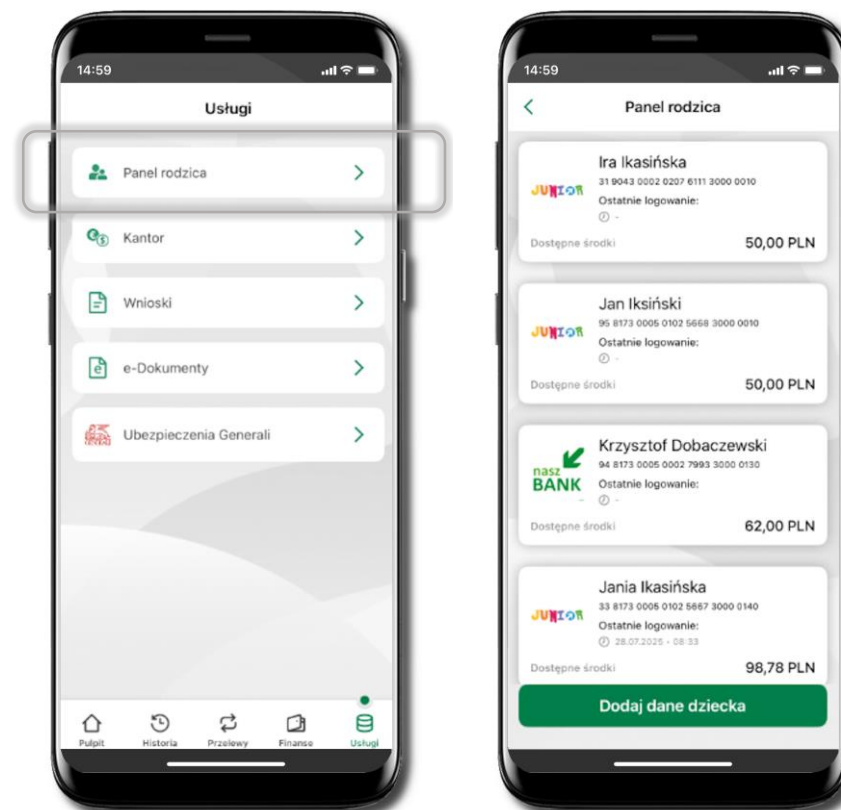 14:59
Usługi
Panel rodzica
Kantor
Wnioski
e-Dokumenty
Ubezpieczenia Generali
Pulpit
Historia
Przelewy
Finanse
Usługi
14:59
Panel rodzica
JUNIOR
Ira Ikasińska
31 9043 0002 0207 6111 3000 0010
Ostatnie logowanie:
-
Dostępne środki 50,00 PLN
JUNIOR
Jan Iksiński
95 8173 0005 0102 5668 3000 0010
Ostatnie logowanie:
-
Dostępne środki 50,00 PLN
nasz
BANK
Krzysztof Dobaczewski
94 8173 0005 0002 7993 3000 0130
Ostatnie logowanie:
-
Dostępne środki 62,00 PLN
JUNIOR
Jania Ikasińska
33 8173 0005 0102 5667 3000 0140
Ostatnie logowanie:
28.07.2025 - 08:33
Dostępne środki 98,78 PLN
Dodaj dane dziecka